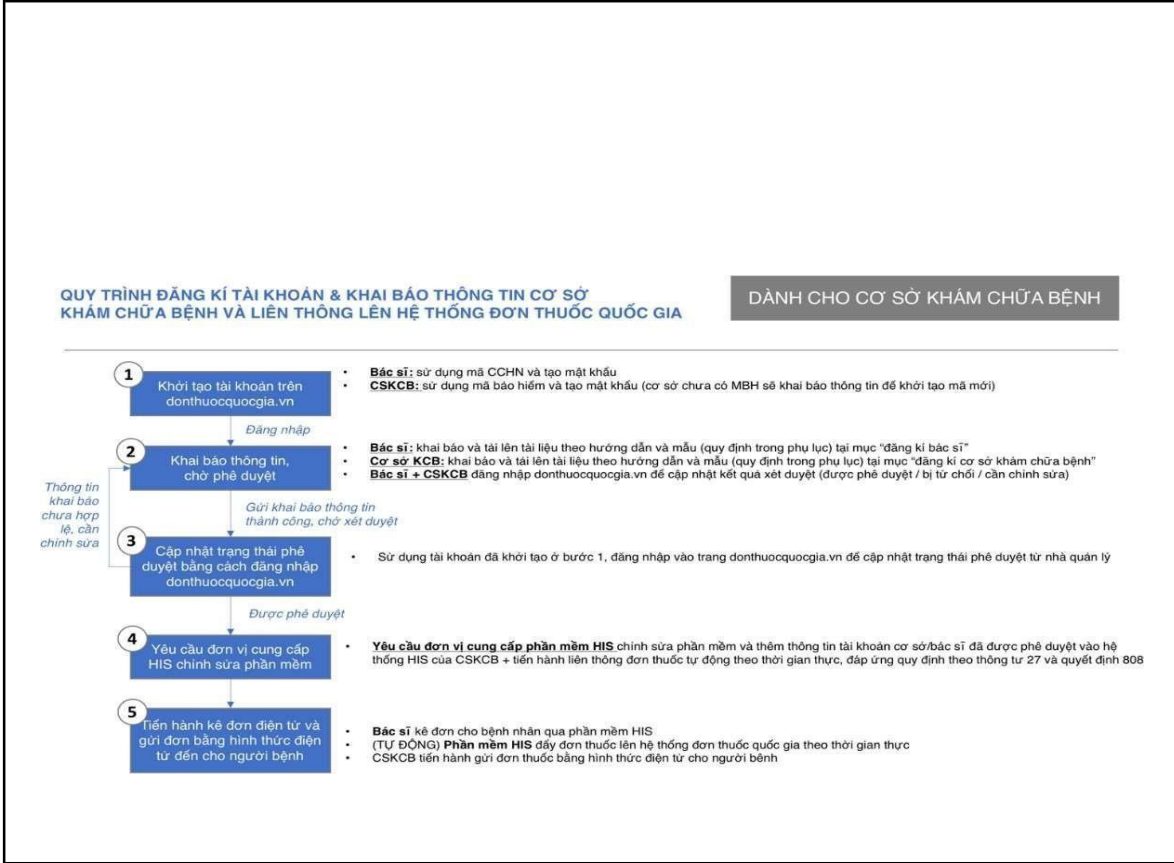 QUY TRÌNH ĐĂNG KÍ TÀI KHOẢN & KHAI BÁO THÔNG TIN CƠ SỞ
KHÁM CHỮA BỆNH VÀ LIÊN THÔNG LÊN HỆ THỐNG ĐƠN THUỐC QUỐC GIA
DÀNH CHO CƠ SỞ KHÁM CHỮA BỆNH
1
Khởi tạo tài khoản trên
donthuocquocgia.vn
• Bác sĩ: sử dụng mã CCHN và tạo mật khẩu
• CSKCB: sử dụng mã bảo hiểm và tạo mật khẩu (cơ sở chưa có MBH sẽ khai báo thông tin để khởi tạo mã mới)
Đăng nhập
2
Khai báo thông tin,
chờ phê duyệt
• Bác sĩ: khai báo và tải lên tài liệu theo hướng dẫn và mẫu (quy định trong phụ lục) tại mục “đăng kí bác sĩ”
• Cơ sở KCB: khai báo và tải lên tài liệu theo hướng dẫn và mẫu (quy định trong phụ lục) tại mục “đăng kí cơ sở khám chữa bệnh”
• Bác sĩ + CSKCB đăng nhập donthuocquocgia.vn để cập nhật kết quả xét duyệt (được phê duyệt / bị từ chối / cần chỉnh sửa)
Thông tin
khai báo
chưa hợp
lệ, cần
chỉnh sửa
Gửi khai báo thông tin
thành công, chờ xét duyệt
3
Cập nhật trạng thái phê
duyệt bằng cách đăng nhập
donthuocquocgia.vn
• Sử dụng tài khoản đã khởi tạo ở bước 1, đăng nhập vào trang donthuocquocgia.vn để cập nhật trạng thái phê duyệt từ nhà quản lý
Được phê duyệt
4
Yêu cầu đơn vị cung cấp
HIS chỉnh sửa phần mềm
• Yêu cầu đơn vị cung cấp phần mềm HIS chỉnh sửa phần mềm và thêm thông tin tài khoản cơ sở/bác sĩ đã được phê duyệt vào hệ
thống HIS của CSKCB + tiến hành liên thông đơn thuốc tự động theo thời gian thực, đáp ứng quy định theo thông tư 27 và quyết định 808
5
Tiến hành kê đơn điện tử và
gửi đơn bằng hình thức điện
tử đến cho người bệnh
• Bác sĩ kê đơn cho bệnh nhân qua phần mềm HIS
• (TỰ ĐỘNG) Phần mềm HIS đẩy đơn thuốc lên hệ thống đơn thuốc quốc gia theo thời gian thực
• CSKCB tiến hành gửi đơn thuốc bằng hình thức điện tử cho người bênh